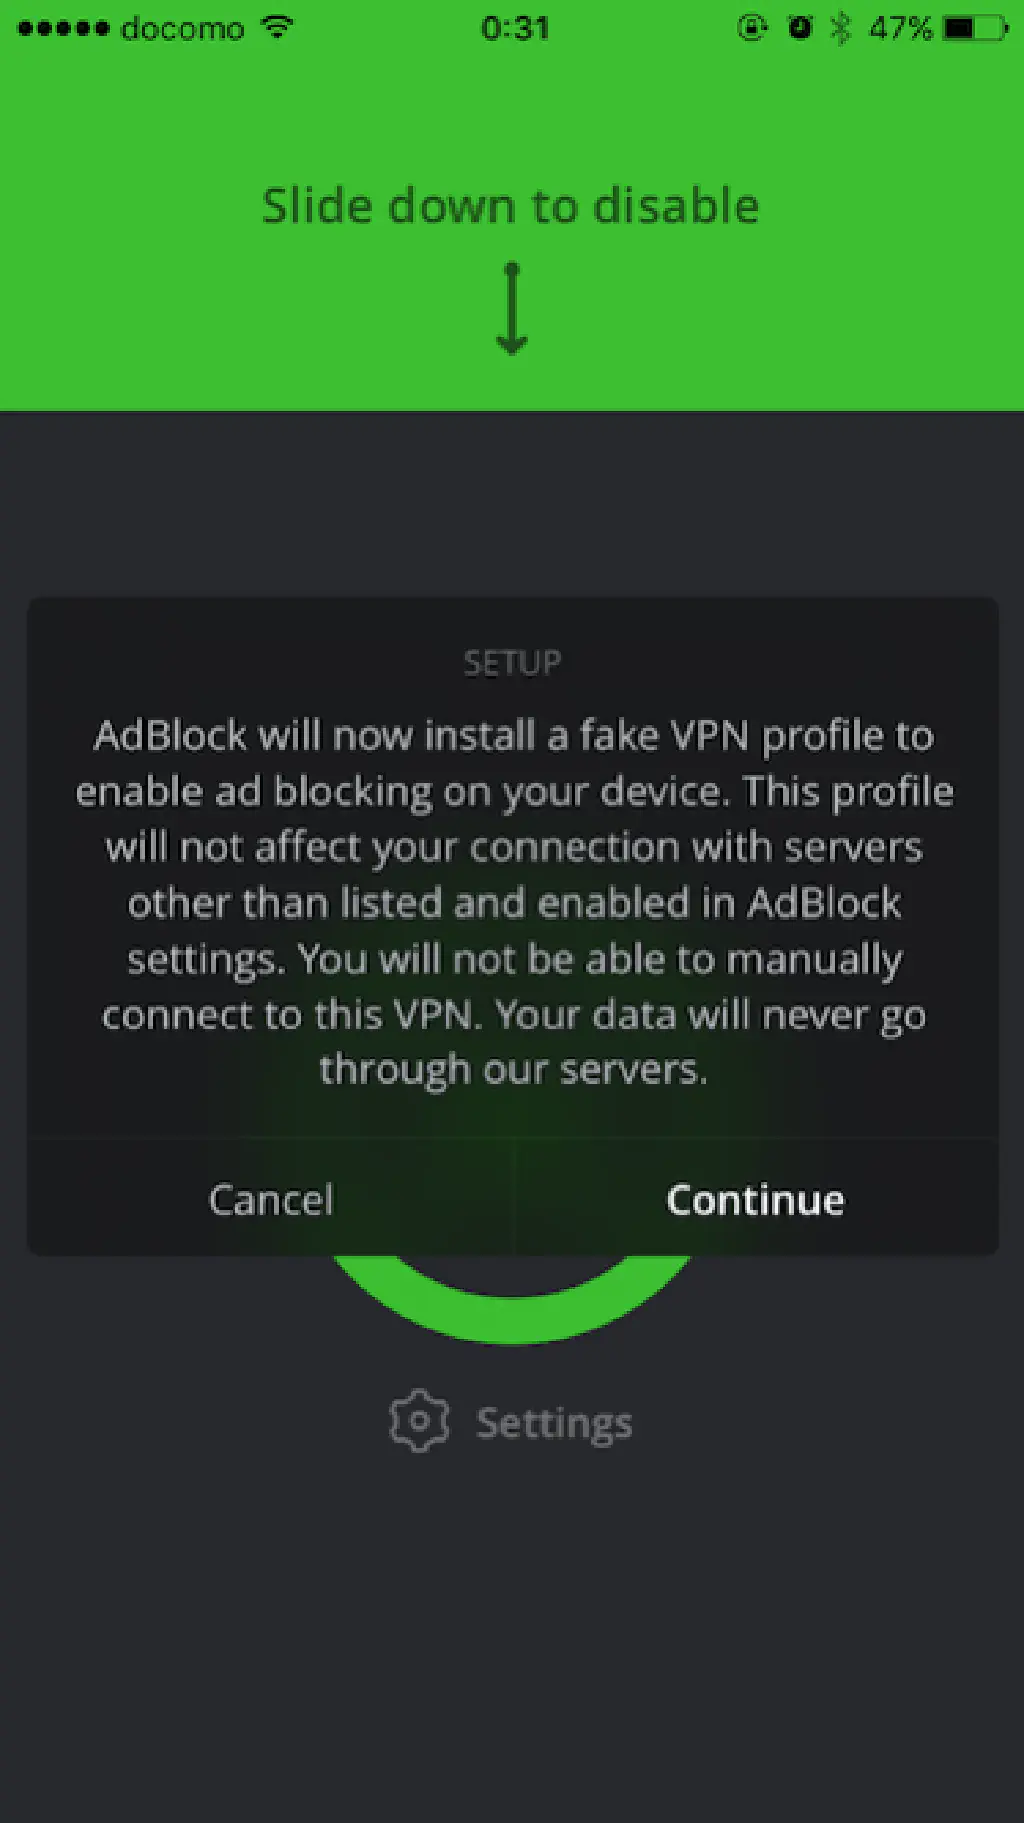 docomo 0:31 47%
Slide down to disable
SETUP
AdBlock will now install a fake VPN profile to
enable ad blocking on your device. This profile
will not affect your connection with servers
other than listed and enabled in AdBlock
settings. You will not be able to manually
connect to this VPN. Your data will never go
through our servers.
Cancel Continue
Settings